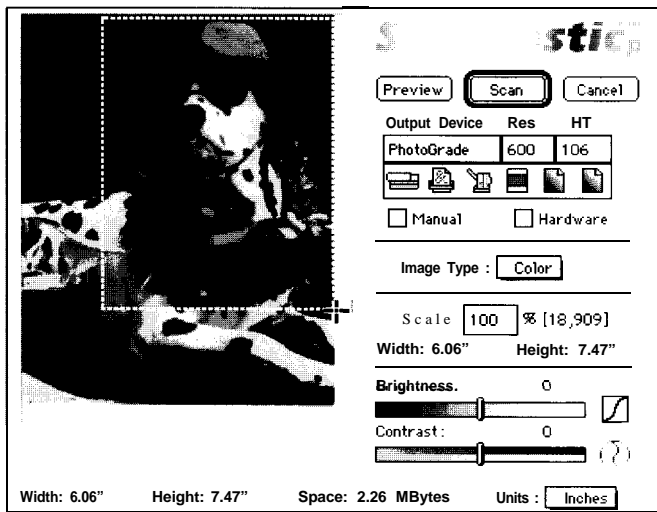 Preview Scan Cancel
Output Device Res HT
PhotoGrade 600 106
Manual Hardware
Image Type : Color
Scale 100 % [18,909]
Width: 6.06” Height: 7.47”
Brightness. 0
Contrast: 0
Width: 6.06” Height: 7.47” Space: 2.26 MBytes Units : Inches